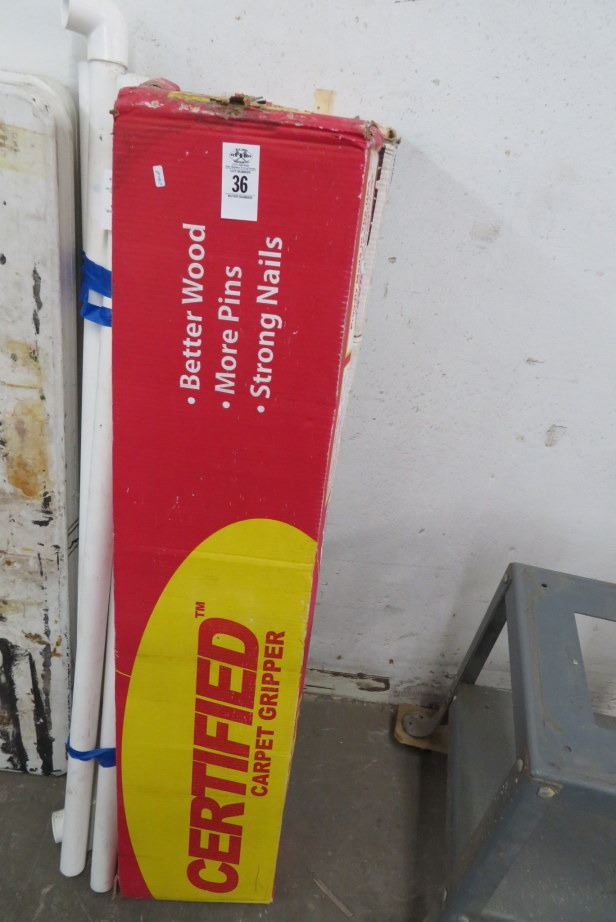 36
• Better Wood
• More Pins
• Strong Nails
CERTIFIED™
CARPET GRIPPER